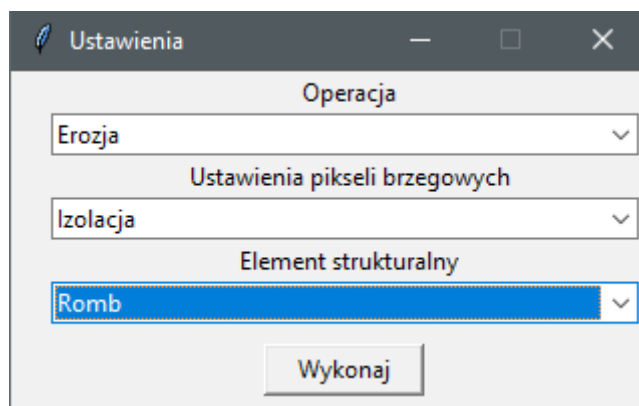 Ustawienia
Operacja
Erozja
Ustawienia pikseli brzegowych
Izolacja
Element strukturalny
Romb
Wykonaj